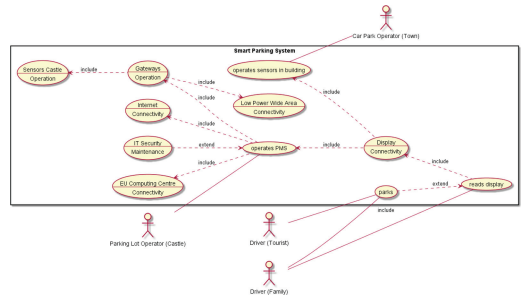 Car Park Operator (Town)
Smart Parking System
Sensors Castle
Operation
include
Gateways
Operation
operates sensors in building
include
include
Low Power Wide Area
Connectivity
Internet
Connectivity
include
IT Security
Maintenance
extend
operates PMS
include
Display
Connectivity
include
EU Computing Centre
Connectivity
include
parks
extend
reads display
include
Parking Lot Operator (Castle)
Driver (Tourist)
Driver (Family)